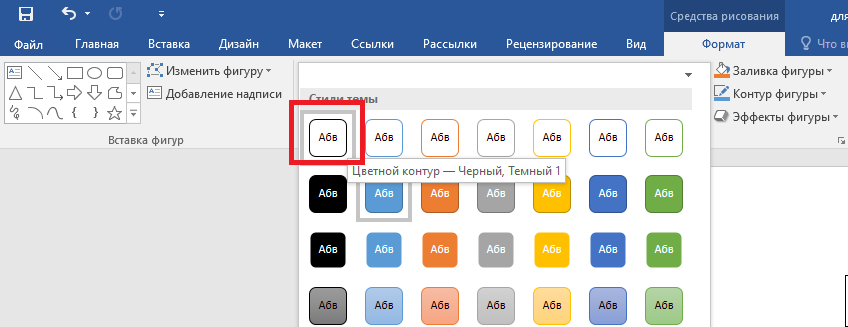 Средства рисования
для
Файл Главная Вставка Дизайн Макет Ссылки Рассылки Рецензирование Вид Формат Что в
Изменить фигуру
Добавление надписи
Вставка фигур
Стили темы
Абв Абв Абв Абв Абв Абв Абв
Цветной контур — Черный, Темный 1
Абв Абв Абв Абв Абв Абв Абв
Абв Абв Абв Абв Абв Абв Абв
Абв Абв Абв Абв Абв Абв Абв
Заливка фигуры
Контур фигуры
Эффекты фигуры